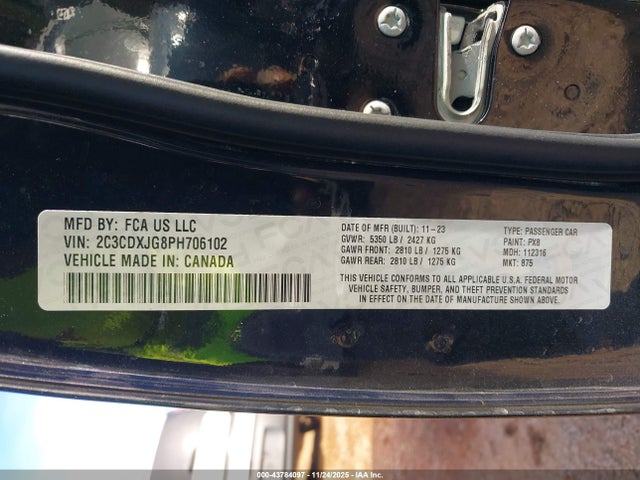 MFD BY: FCA US LLC
VIN: 2C3CDXJG8PH706102
VEHICLE MADE IN: CANADA
DATE OF MFR (BUILT): 11-23
GVWR: 5350 LB / 2427 KG
GAWR FRONT: 2810 LB / 1275 KG
GAWR REAR: 2810 LB / 1275 KG
TYPE: PASSENGER CAR
PAINT: PX8
MDH: 112316
MKT: 875
THIS VEHICLE CONFORMS TO ALL APPLICABLE U.S.A. FEDERAL MOTOR
VEHICLE SAFETY, BUMPER, AND THEFT PREVENTION STANDARDS
IN EFFECT ON THE DATE OF MANUFACTURE SHOWN ABOVE.
000-43784097 - 11/24/2025 - IAA Inc.